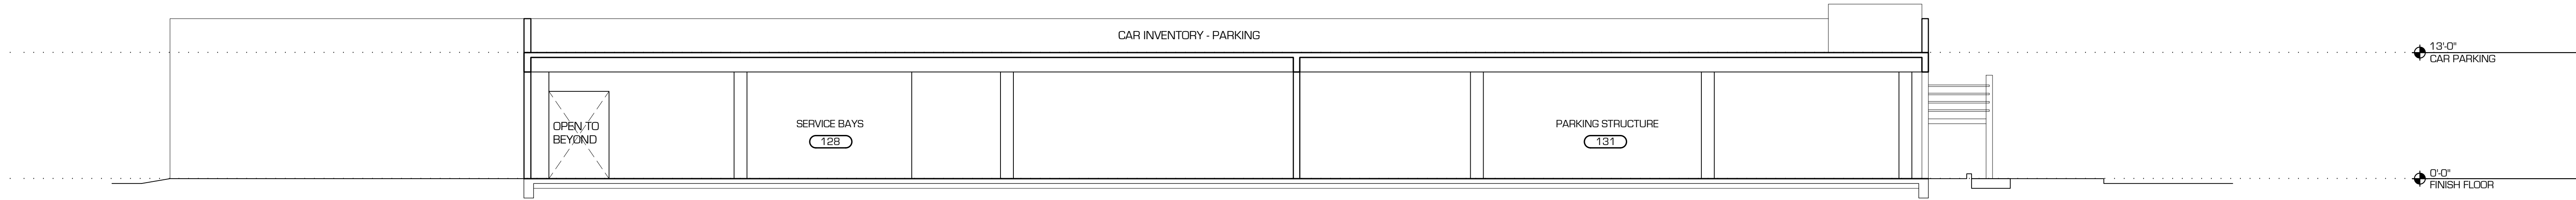 CAR INVENTORY - PARKING
13'-0"
CAR PARKING
OPEN TO
BEYOND
SERVICE BAYS
128
PARKING STRUCTURE
131
0'-0"
FINISH FLOOR